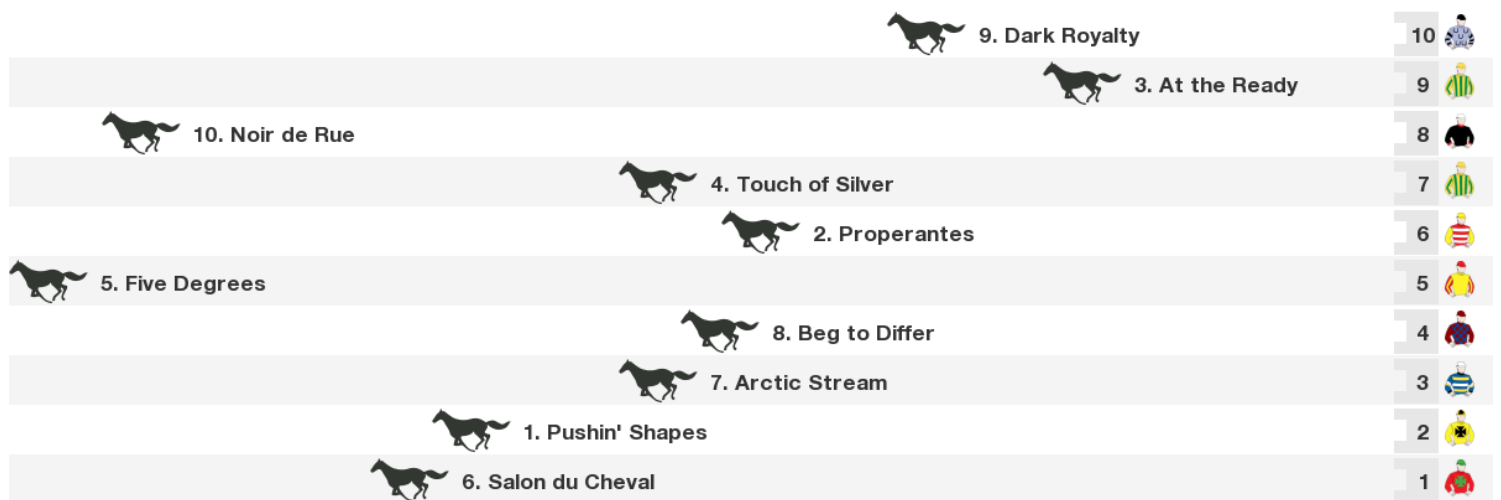 9. Dark Royalty 10
3. At the Ready 9
10. Noir de Rue 8
4. Touch of Silver 7
2. Properantes 6
5. Five Degrees 5
8. Beg to Differ 4
7. Arctic Stream 3
1. Pushin' Shapes 2
6. Salon du Cheval 1